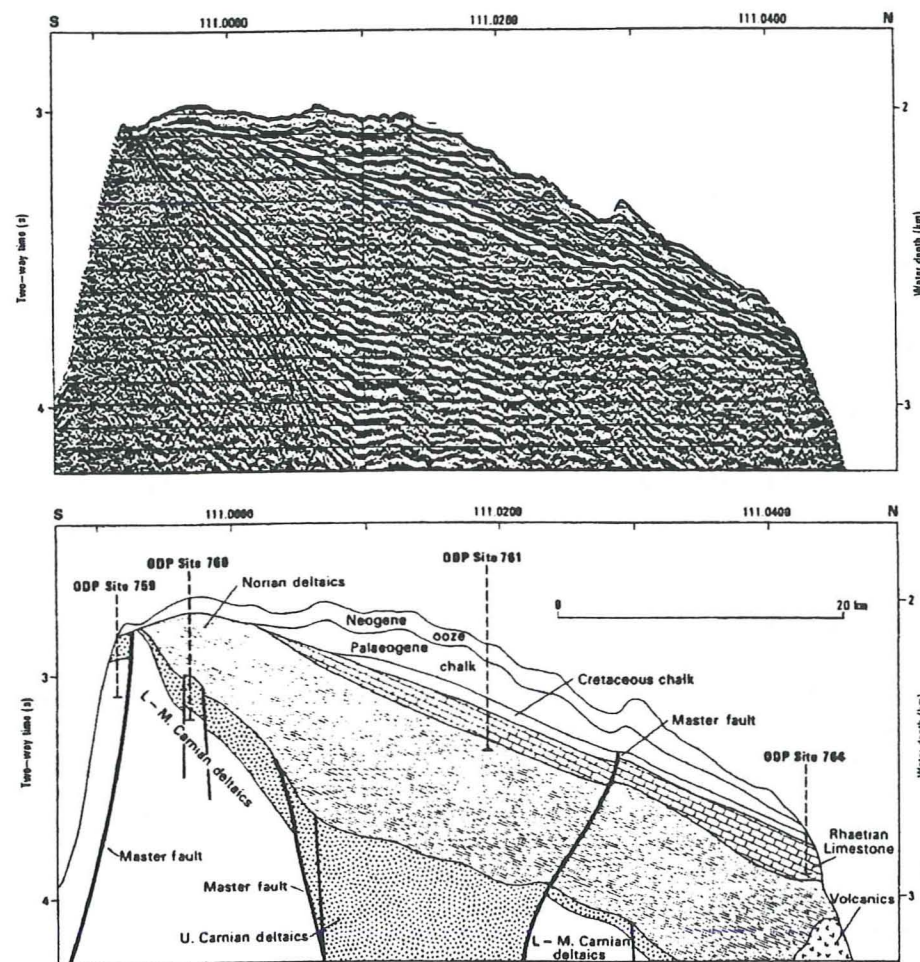 S 111.0000 111.0200 111.0400 N
3
2
Two-way time (s)
Water depth (km)
4
3
S 111.0000 111.0200 111.0400 N
ODP Site 759
ODP Site 760
ODP Site 761
Norian deltaics
0 20 km
2
Neogene
ooze
Palaeogene
chalk
Cretaceous chalk
3
Two-way time (s)
Master fault
ODP Site 764
L – M. Carnian
deltaics
Rhaetian
Limestone
Master fault
Master fault
Volcanics
4
3
U. Carnian deltaics
L – M. Carnian
deltaics